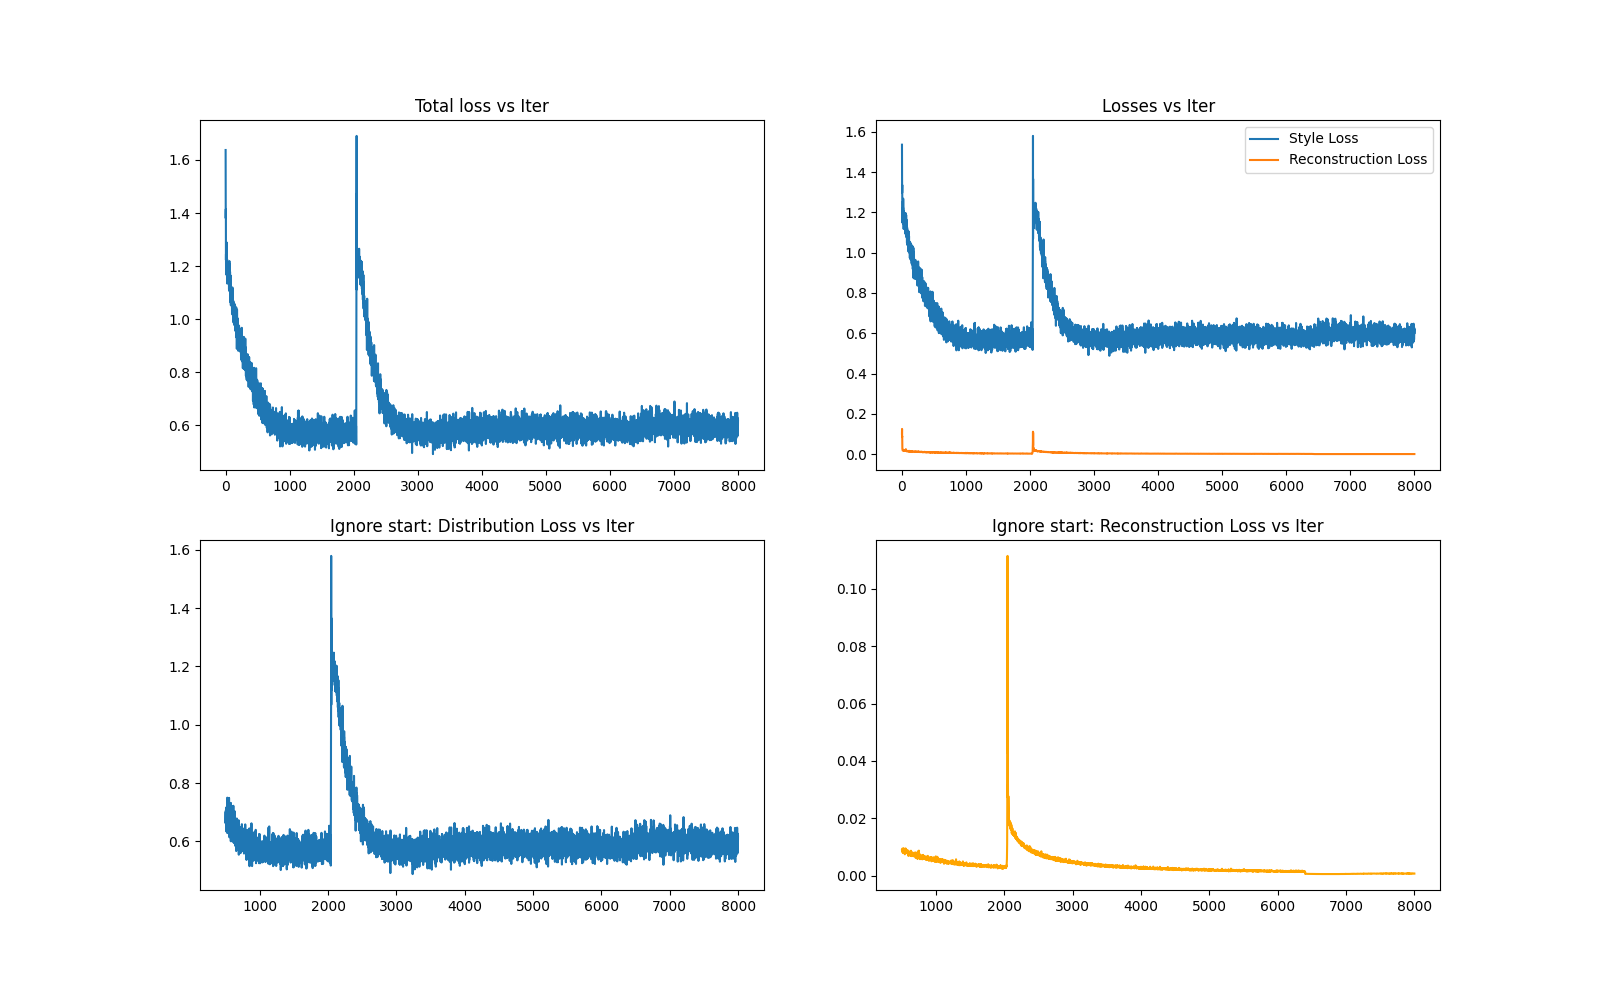 Total loss vs Iter
1.6
1.4
1.2
1.0
0.8
0.6
0 1000 2000 3000 4000 5000 6000 7000 8000
Losses vs Iter
Style Loss
Reconstruction Loss
1.6
1.4
1.2
1.0
0.8
0.6
0.4
0.2
0.0
0 1000 2000 3000 4000 5000 6000 7000 8000
Ignore start: Distribution Loss vs Iter
1.6
1.4
1.2
1.0
0.8
0.6
1000 2000 3000 4000 5000 6000 7000 8000
Ignore start: Reconstruction Loss vs Iter
0.10
0.08
0.06
0.04
0.02
0.00
1000 2000 3000 4000 5000 6000 7000 8000